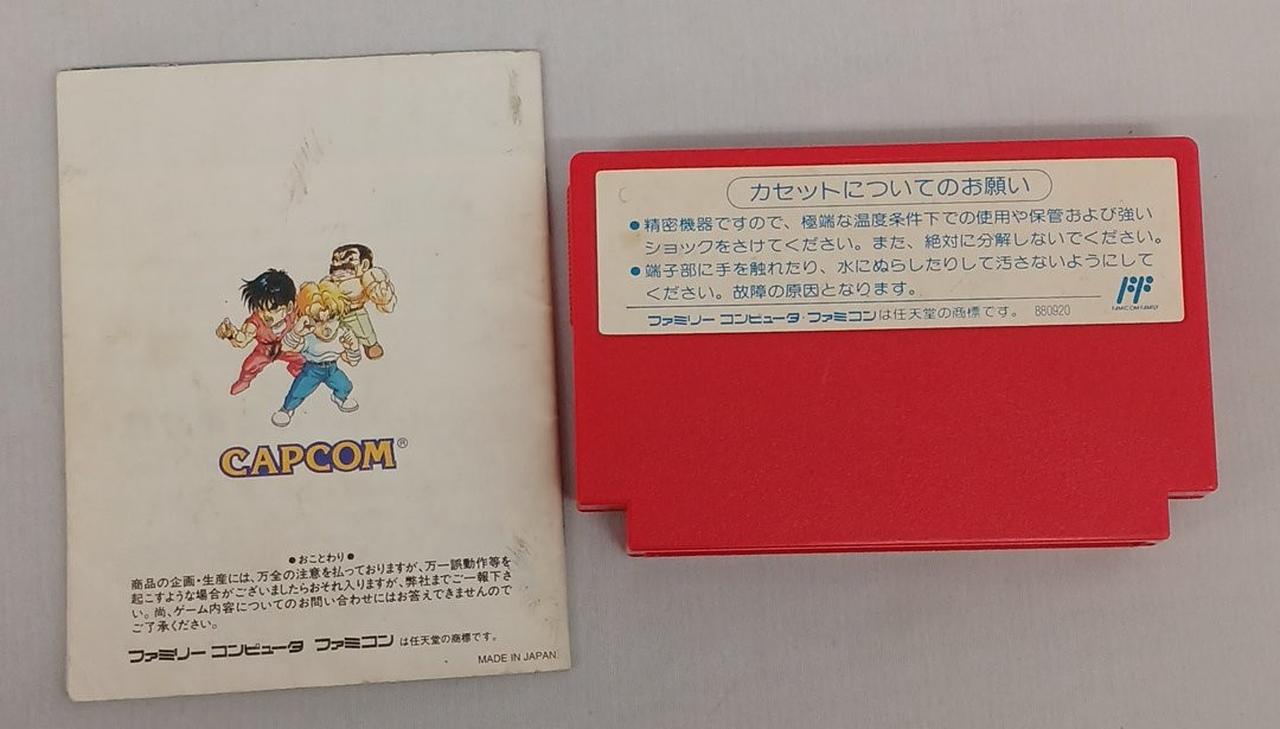 CAPCOM®
●おことわり●
商品の企画・生産には、万全の注意を払っておりますが、万一誤動作等を
起こすような場合がございましたらおそれ入りますが、弊社までご一報下さ
い。尚、ゲーム内容についてのお問い合わせにはお答えできませんので
ご了承ください。
ファミリー コンピュータ ファミコン は任天堂の商標です。
MADE IN JAPAN
カセットについてのお願い
●精密機器ですので、極端な温度条件下での使用や保管および強い
ショックをさけてください。また、絶対に分解しないでください。
●端子部に手を触れたり、水にぬらしたりして汚さないようにして
ください。故障の原因となります。
FAMICOM FAMILY
ファミリー コンピュータ・ファミコンは任天堂の商標です。 880920